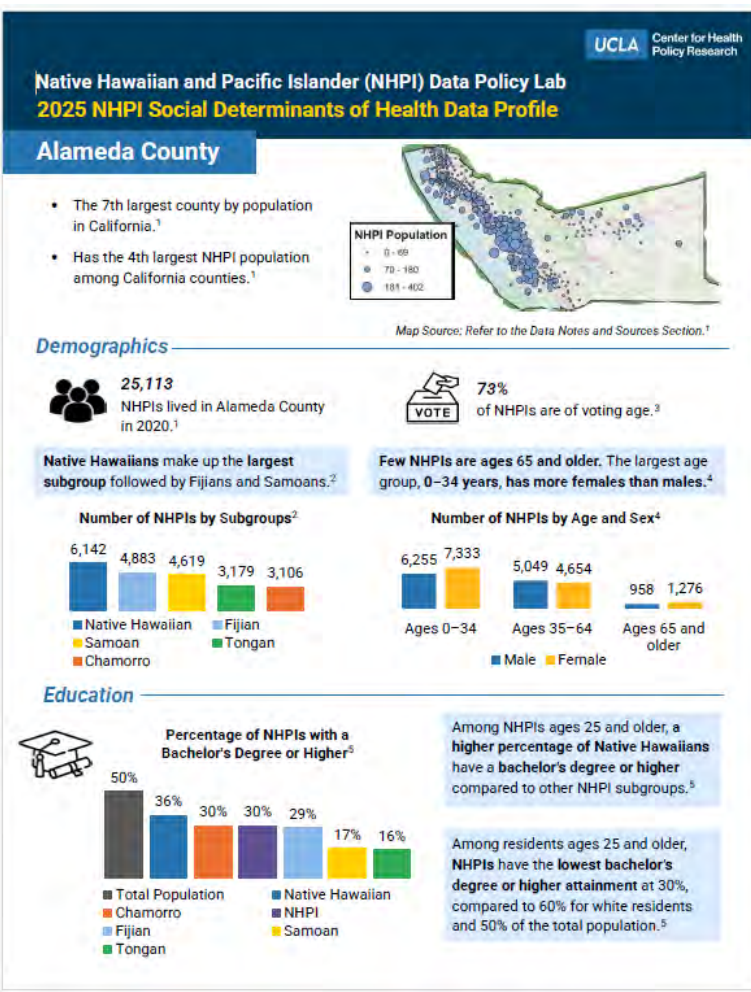 UCLA Center for Health
Policy Research
Native Hawaiian and Pacific Islander (NHPI) Data Policy Lab
2025 NHPI Social Determinants of Health Data Profile
Alameda County
• The 7th largest county by population
in California.¹
• Has the 4th largest NHPI population
among California counties.¹
NHPI Population
0 - 69
70 - 180
181 - 402
Map Source: Refer to the Data Notes and Sources Section.¹
Demographics
25,113
NHPIs lived in Alameda County
in 2020.¹
VOTE
73%
of NHPIs are of voting age.³
Native Hawaiians make up the largest
subgroup followed by Fijians and Samoans.²
Few NHPIs are ages 65 and older. The largest age
group, 0–34 years, has more females than males.⁴
Number of NHPIs by Subgroups²
6,142 4,883 4,619 3,179 3,106
Native Hawaiian Fijian
Samoan Tongan
Chamorro
Number of NHPIs by Age and Sex⁴
6,255 7,333 5,049 4,654 958 1,276
Ages 0–34 Ages 35–64 Ages 65 and
older
Male Female
Education
Percentage of NHPIs with a
Bachelor's Degree or Higher⁵
50% 36% 30% 30% 29% 17% 16%
Total Population Native Hawaiian
Chamorro NHPI
Fijian Samoan
Tongan
Among NHPIs ages 25 and older, a
higher percentage of Native Hawaiians
have a bachelor's degree or higher
compared to other NHPI subgroups.⁵
Among residents ages 25 and older,
NHPIs have the lowest bachelor's
degree or higher attainment at 30%,
compared to 60% for white residents
and 50% of the total population.⁵